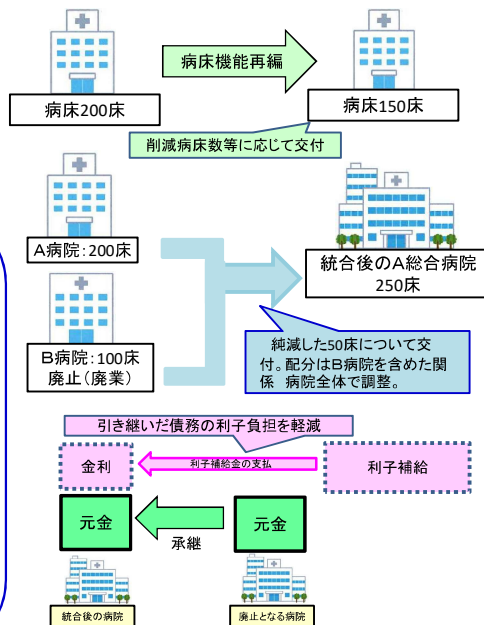 病床機能再編
病床200床
病床150床
削減病床数等に応じて交付
A病院：200床
統合後のA総合病院
250床
B病院：100床
廃止（廃業）
純減した50床について交
付。配分はB病院を含めた関
係 病院全体で調整。
引き継いだ債務の利子負担を軽減
金利
利子補給金の支払
利子補給
元金
承継
元金
統合後の病院
廃止となる病院